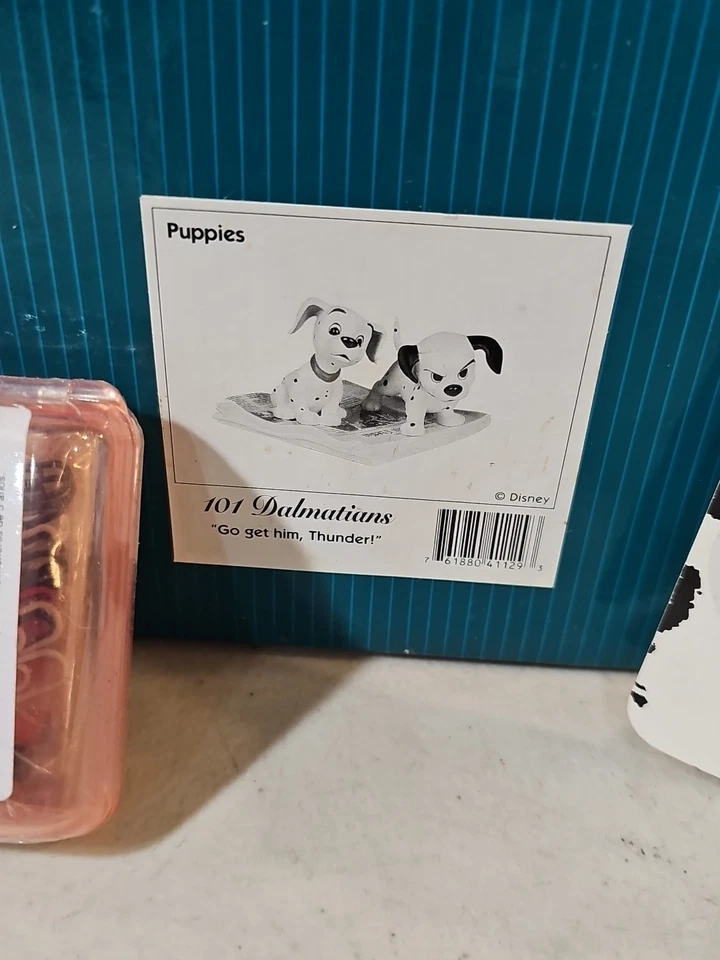 Puppies
© Disney
101 Dalmatians
"Go get him, Thunder!"
7 61880 41129 3